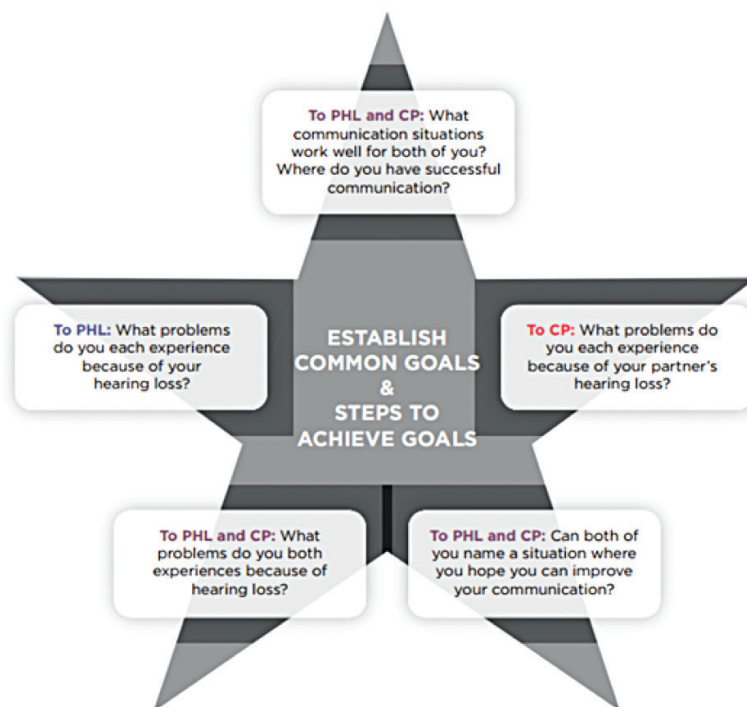 To PHL and CP: What
communication situations
work well for both of you?
Where do you have successful
communication?
To PHL: What problems
do you each experience
because of your
hearing loss?
ESTABLISH
COMMON GOALS
&
STEPS TO
ACHIEVE GOALS
To CP: What problems do
you each experience
because of your partner's
hearing loss?
To PHL and CP: What
problems do you both
experiences because of
hearing loss?
To PHL and CP: Can both of
you name a situation where
you hope you can improve
your communication?